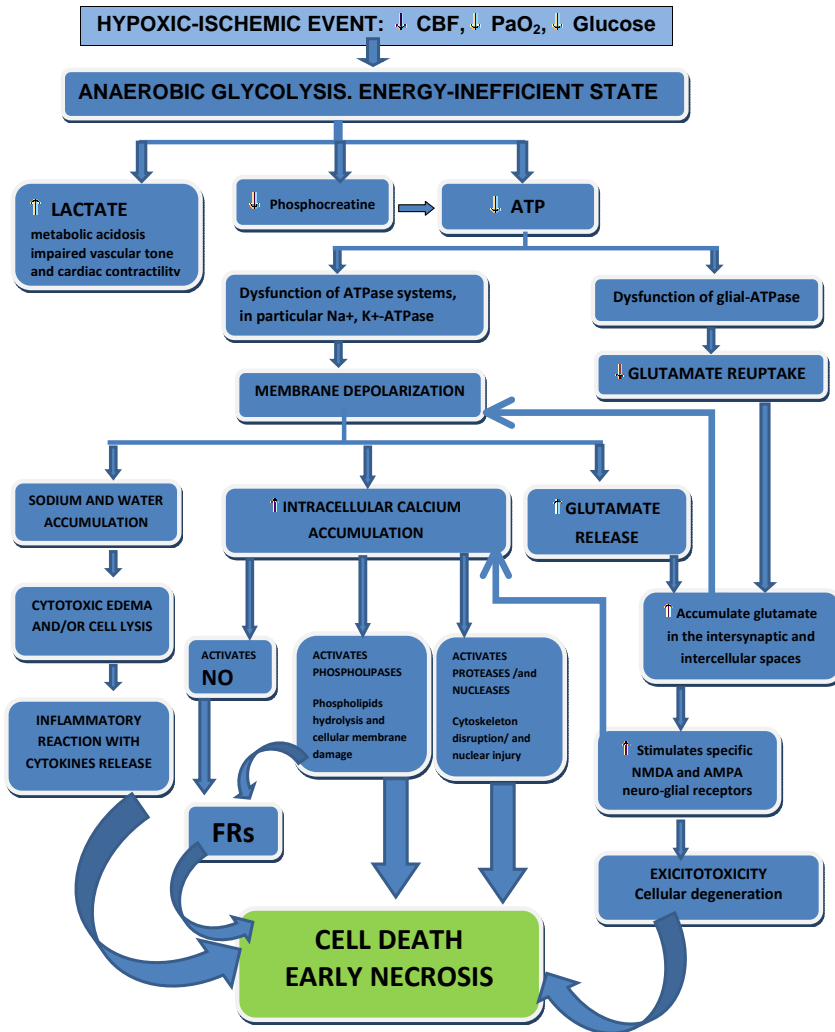 HYPOXIC-ISCHEMIC EVENT: ↓ CBF, ↓ PaO₂, ↓ Glucose
ANAEROBIC GLYCOLYSIS. ENERGY-INEFFICIENT STATE
↑ LACTATE
metabolic acidosis
impaired vascular tone
and cardiac contractility
↓ Phosphocreatine
↓ ATP
Dysfunction of ATPase systems,
in particular Na+, K+-ATPase
Dysfunction of glial-ATPase
MEMBRANE DEPOLARIZATION
↓ GLUTAMATE REUPTAKE
SODIUM AND WATER
ACCUMULATION
↑ INTRACELLULAR CALCIUM
ACCUMULATION
↑ GLUTAMATE
RELEASE
CYTOTOXIC EDEMA
AND/OR CELL LYSIS
↑ Accumulate glutamate
in the intersynaptic and
intercellular spaces
ACTIVATES
NO
ACTIVATES
PHOSPHOLIPASES
Phospholipids
hydrolysis and
cellular membrane
damage
ACTIVATES
PROTEASES /and
NUCLEASES
Cytoskeleton
disruption/ and
nuclear injury
INFLAMMATORY
REACTION WITH
CYTOKINES RELEASE
↑ Stimulates specific
NMDA and AMPA
neuro-glial receptors
FRs
EXICITOTOXICITY
Cellular degeneration
CELL DEATH
EARLY NECROSIS